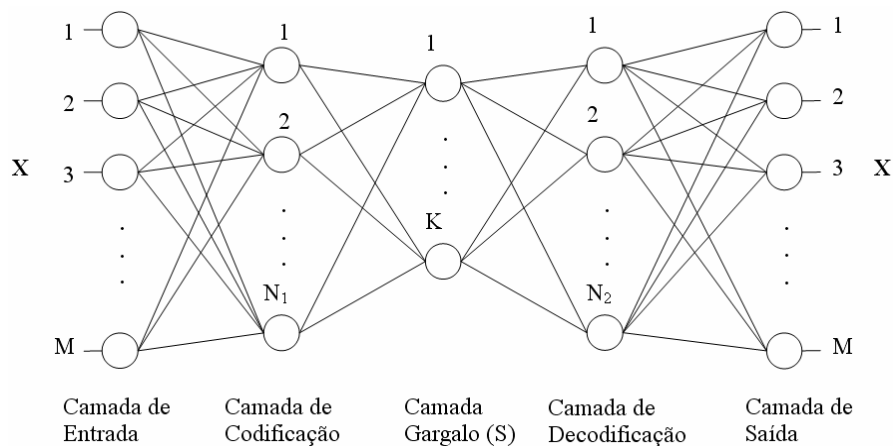 1
2
3
M
X
1
2
N1
1
K
1
2
N2
1
2
3
M
X
Camada de
Entrada
Camada de
Codificação
Camada
Gargalo (S)
Camada de
Decodificação
Camada de
Saída